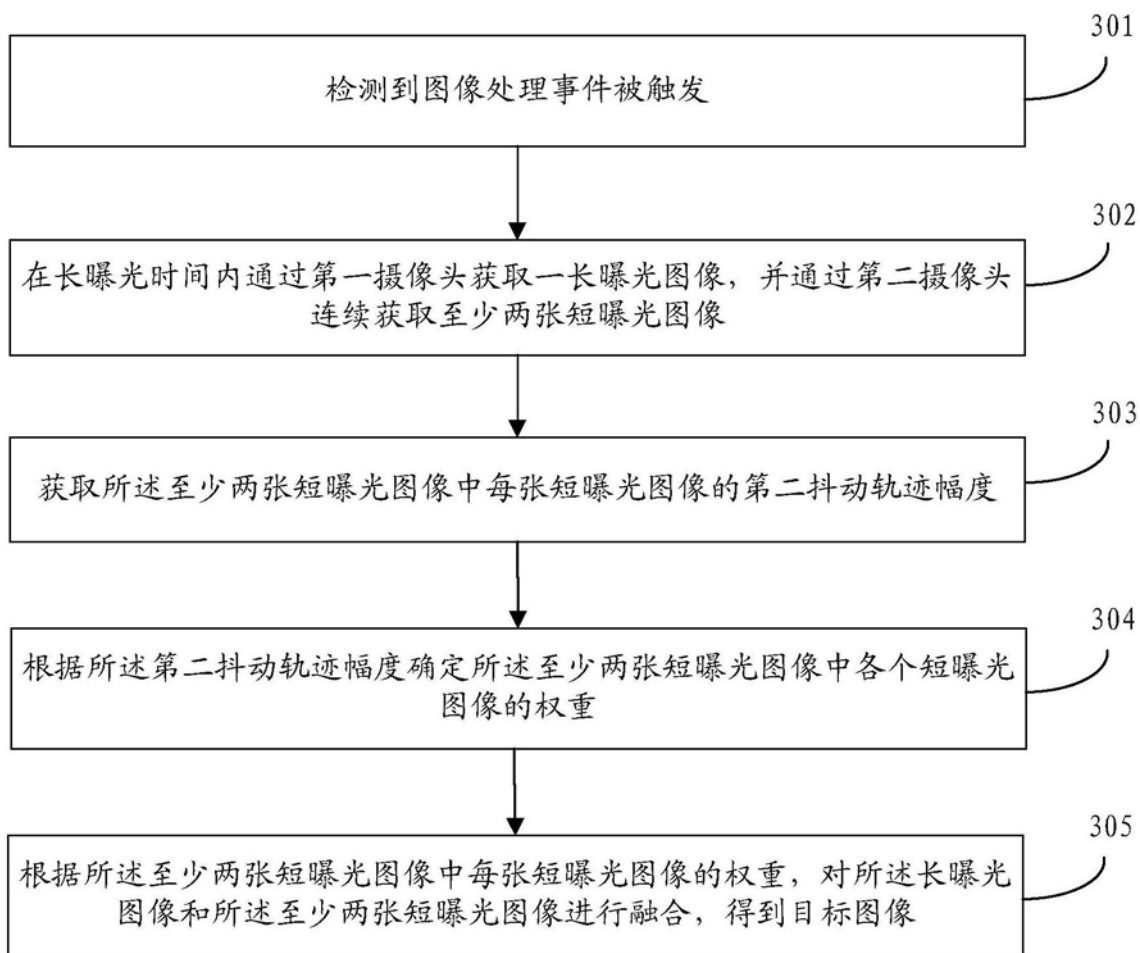 301
检测到图像处理事件被触发
302
在长曝光时间内通过第一摄像头获取一长曝光图像，并通过第二摄像头
连续获取至少两张短曝光图像
303
获取所述至少两张短曝光图像中每张短曝光图像的第二抖动轨迹幅度
304
根据所述第二抖动轨迹幅度确定所述至少两张短曝光图像中各个短曝光
图像的权重
305
根据所述至少两张短曝光图像中每张短曝光图像的权重，对所述长曝光
图像和所述至少两张短曝光图像进行融合，得到目标图像